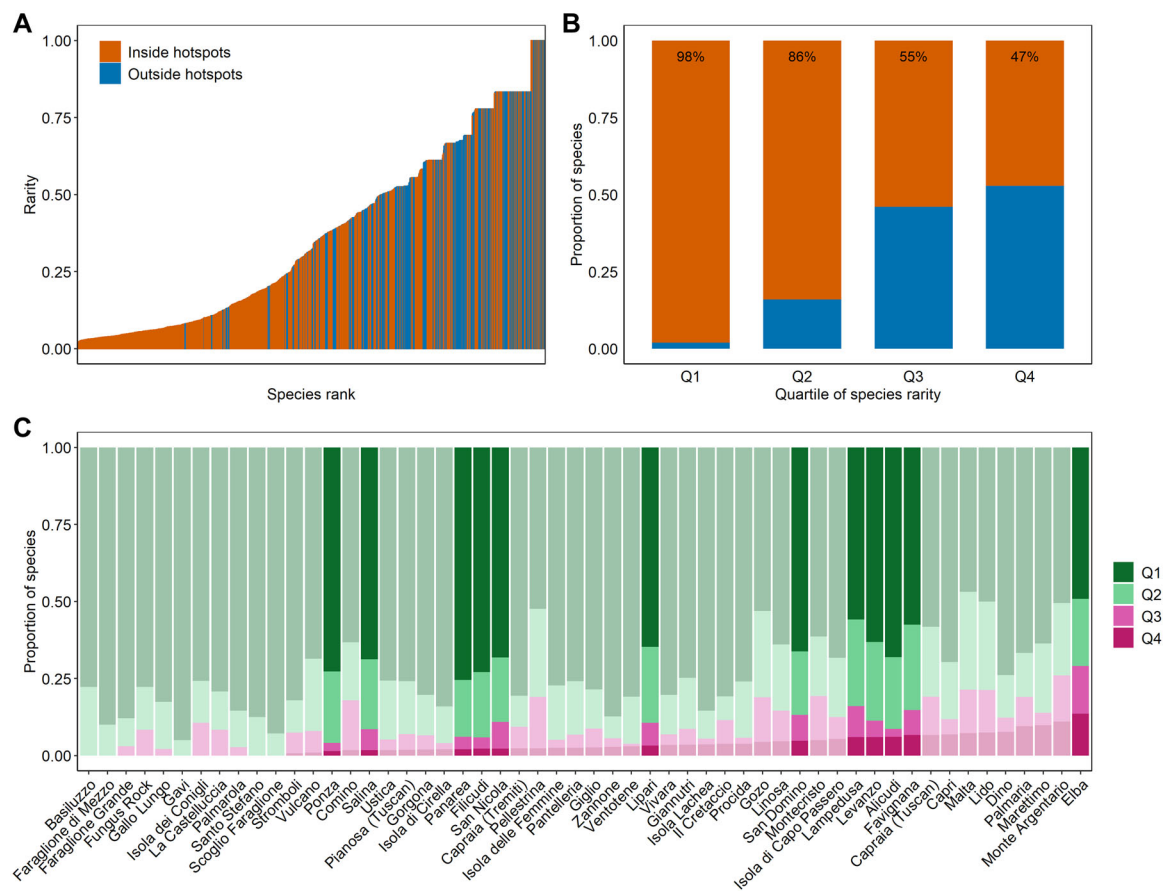 A
1.00
0.75
0.50
0.25
0.00
Rarity
Inside hotspots
Outside hotspots
Species rank
B
1.00
0.75
0.50
0.25
0.00
Proportion of species
98%
86%
55%
47%
Q1
Q2
Q3
Q4
Quartile of species rarity
C
1.00
0.75
0.50
0.25
0.00
Proportion of species
Basiluzzo
Faraglione di Mezzo
Faraglione Grande
Fungus Rock
Gallo Lungo
Gavi
Isola dei Conigli
La Castelluccia
Palmarola
Santo Stefano
Scoglio Faraglione
Stromboli
Vulcano
Ponza
Comino
Salina
Ustica
Pianosa (Tuscan)
Gorgona
Isola di Cirella
Panarea
Filicudi
San Nicola
Capraia (Tremiti)
Pellestrina
Isola delle Femmine
Pantelleria
Giglio
Zannone
Ventotene
Lipari
Vivara
Giannutri
Isola Lachea
Il Cretaccio
Procida
Gozo
Linosa
San Domino
Montecristo
Isola di Capo Passero
Lampedusa
Levanzo
Alicudi
Favignana
Capraia (Tuscan)
Capri
Malta
Lido
Dino
Palmaria
Marettimo
Monte Argentario
Elba
Q1
Q2
Q3
Q4